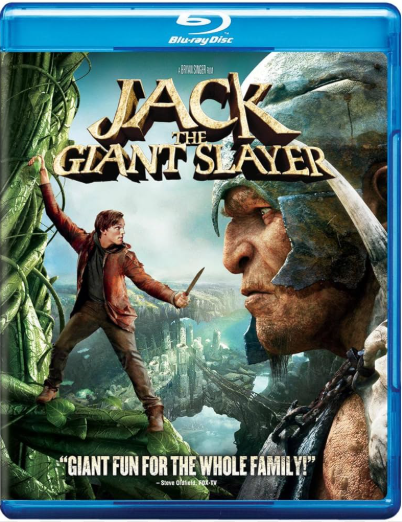 Blu-ray Disc
A BRYAN SINGER FILM
JACK
THE
GIANT SLAYER
"GIANT FUN FOR THE WHOLE FAMILY!"
– Steve Oldfield, FOX-TV